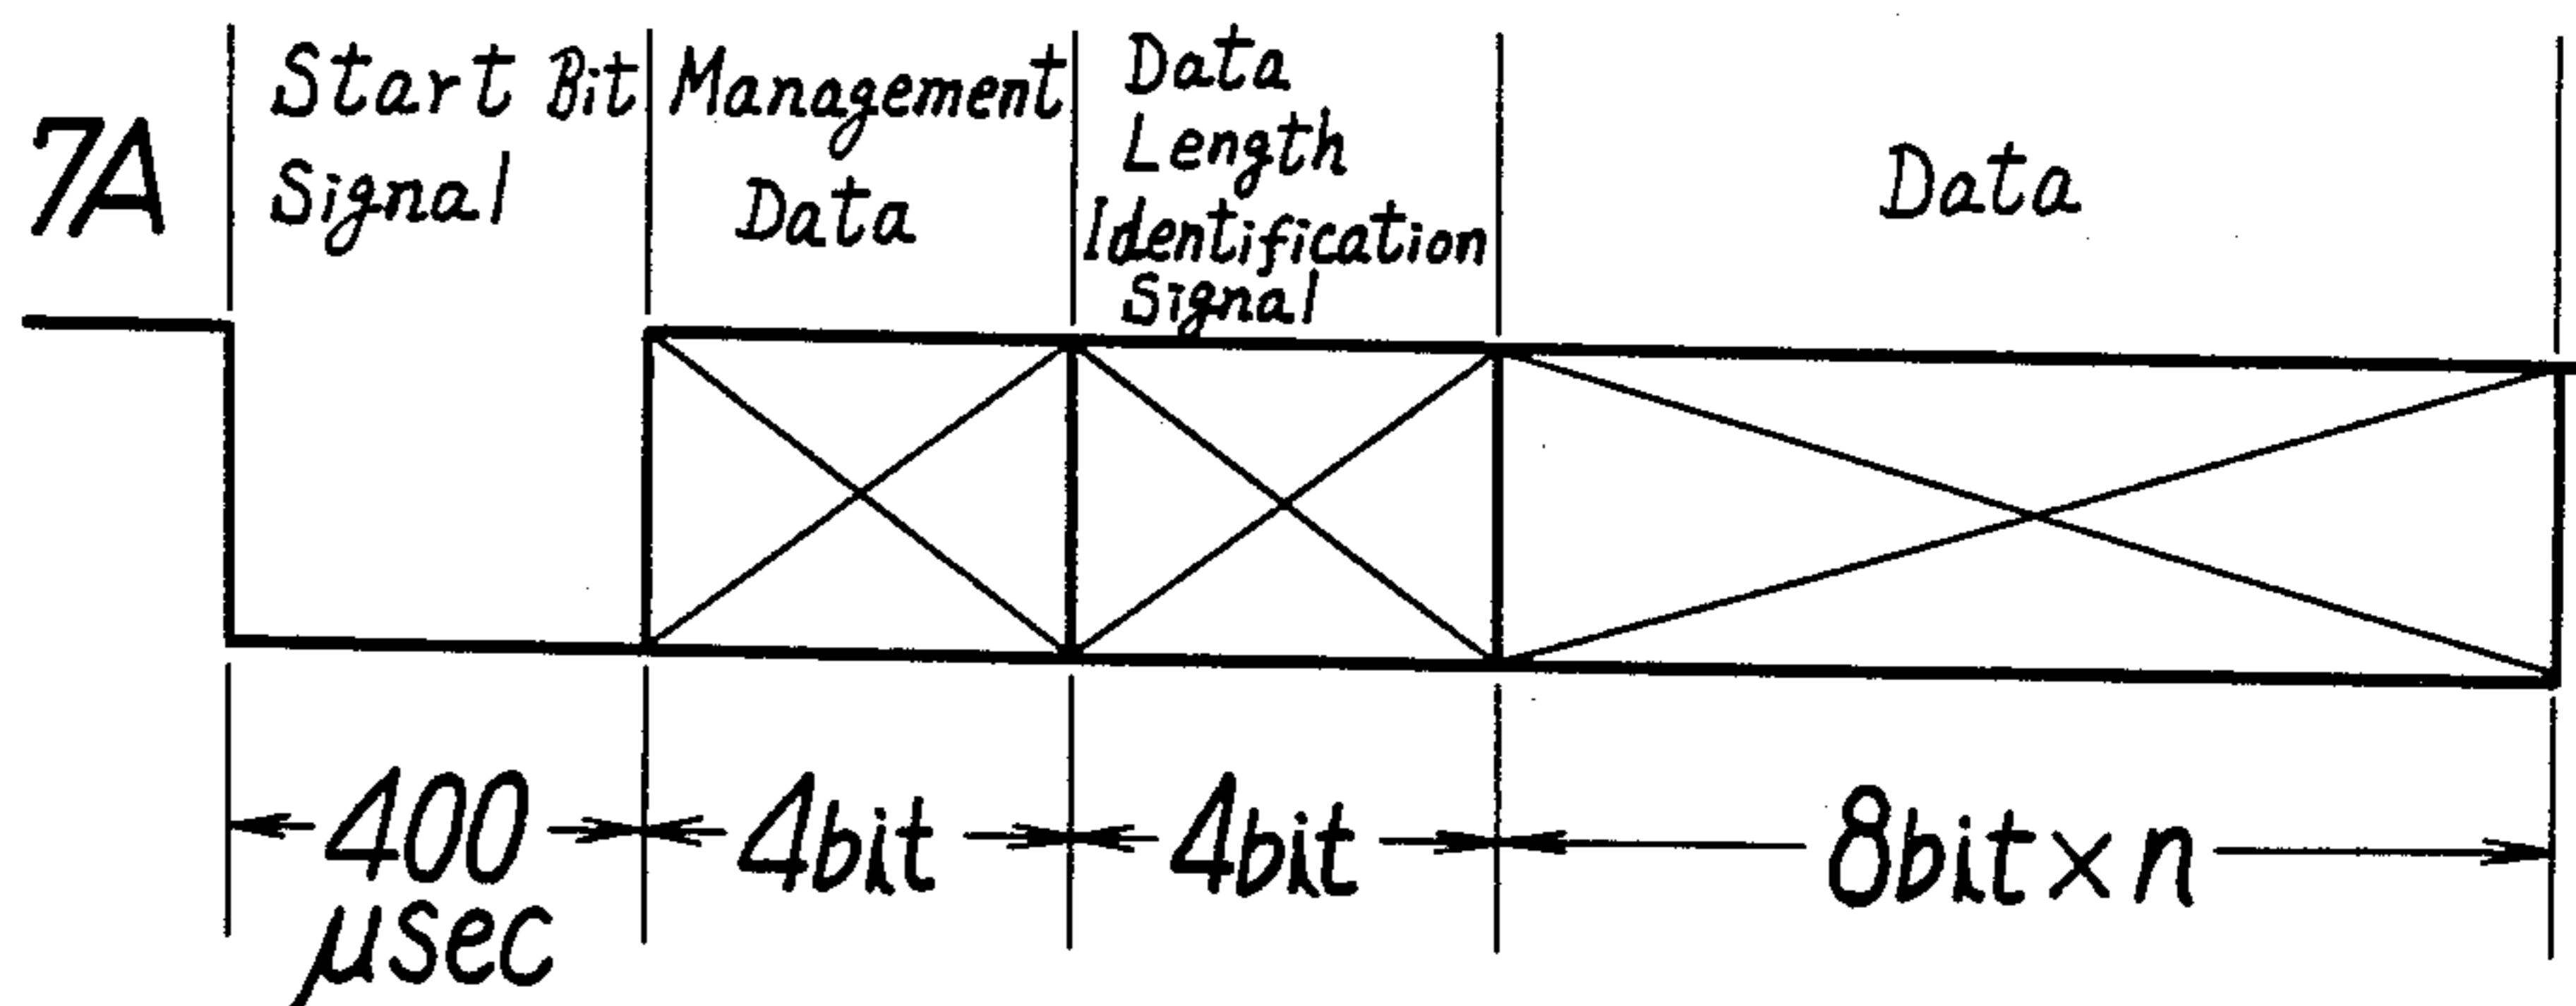 7A
Start Bit
Signal
Management
Data
Data
Length
Identification
Signal
Data
400
μsec
4bit
4bit
8bit×n